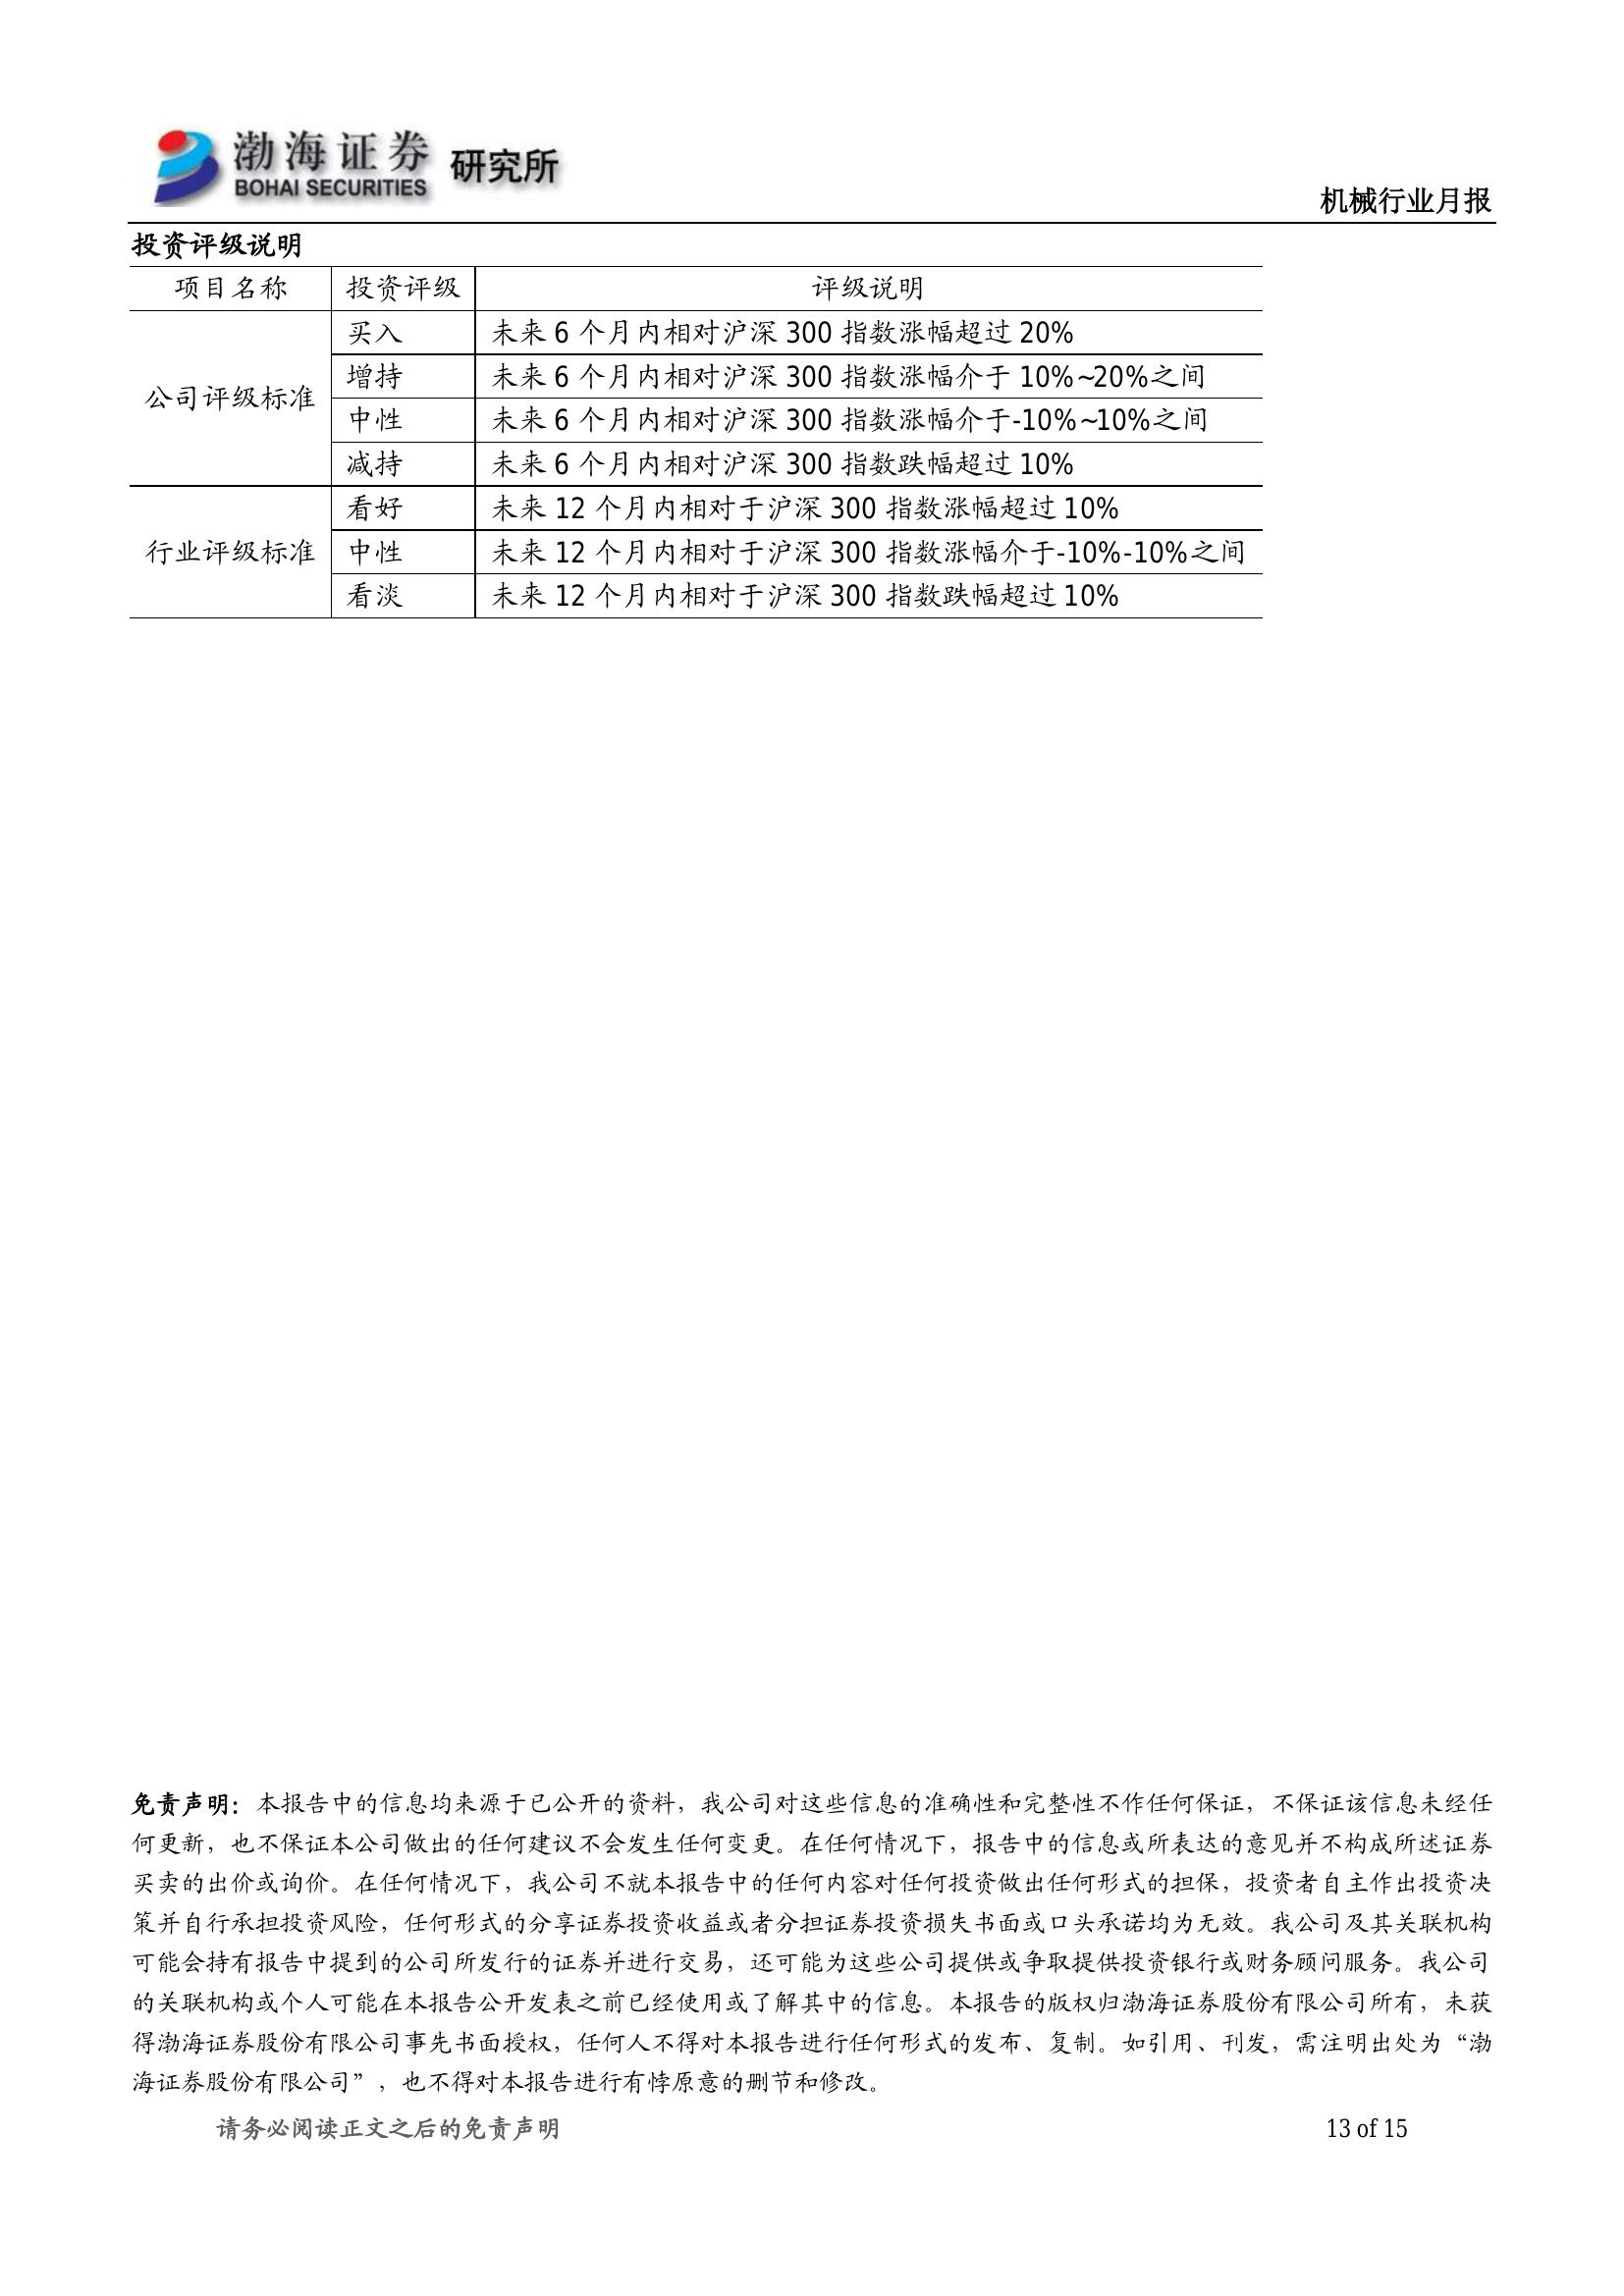 渤海证券 研究所
BOHAI SECURITIES
机械行业月报
投资评级说明
项目名称 投资评级 评级说明
公司评级标准
买入 未来 6 个月内相对沪深 300 指数涨幅超过 20%
增持 未来 6 个月内相对沪深 300 指数涨幅介于 10%~20%之间
中性 未来 6 个月内相对沪深 300 指数涨幅介于-10%~10%之间
减持 未来 6 个月内相对沪深 300 指数跌幅超过 10%
行业评级标准
看好 未来 12 个月内相对于沪深 300 指数涨幅超过 10%
中性 未来 12 个月内相对于沪深 300 指数涨幅介于-10%-10%之间
看淡 未来 12 个月内相对于沪深 300 指数跌幅超过 10%
免责声明：本报告中的信息均来源于已公开的资料，我公司对这些信息的准确性和完整性不作任何保证，不保证该信息未经任
何更新，也不保证本公司做出的任何建议不会发生任何变更。在任何情况下，报告中的信息或所表达的意见并不构成所述证券
买卖的出价或询价。在任何情况下，我公司不就本报告中的任何内容对任何投资做出任何形式的担保，投资者自主作出投资决
策并自行承担投资风险，任何形式的分享证券投资收益或者分担证券投资损失书面或口头承诺均为无效。我公司及其关联机构
可能会持有报告中提到的公司所发行的证券并进行交易，还可能为这些公司提供或争取提供投资银行或财务顾问服务。我公司
的关联机构或个人可能在本报告公开发表之前已经使用或了解其中的信息。本报告的版权归渤海证券股份有限公司所有，未获
得渤海证券股份有限公司事先书面授权，任何人不得对本报告进行任何形式的发布、复制。如引用、刊发，需注明出处为“渤
海证券股份有限公司”，也不得对本报告进行有悖原意的删节和修改。
请务必阅读正文之后的免责声明 13 of 15